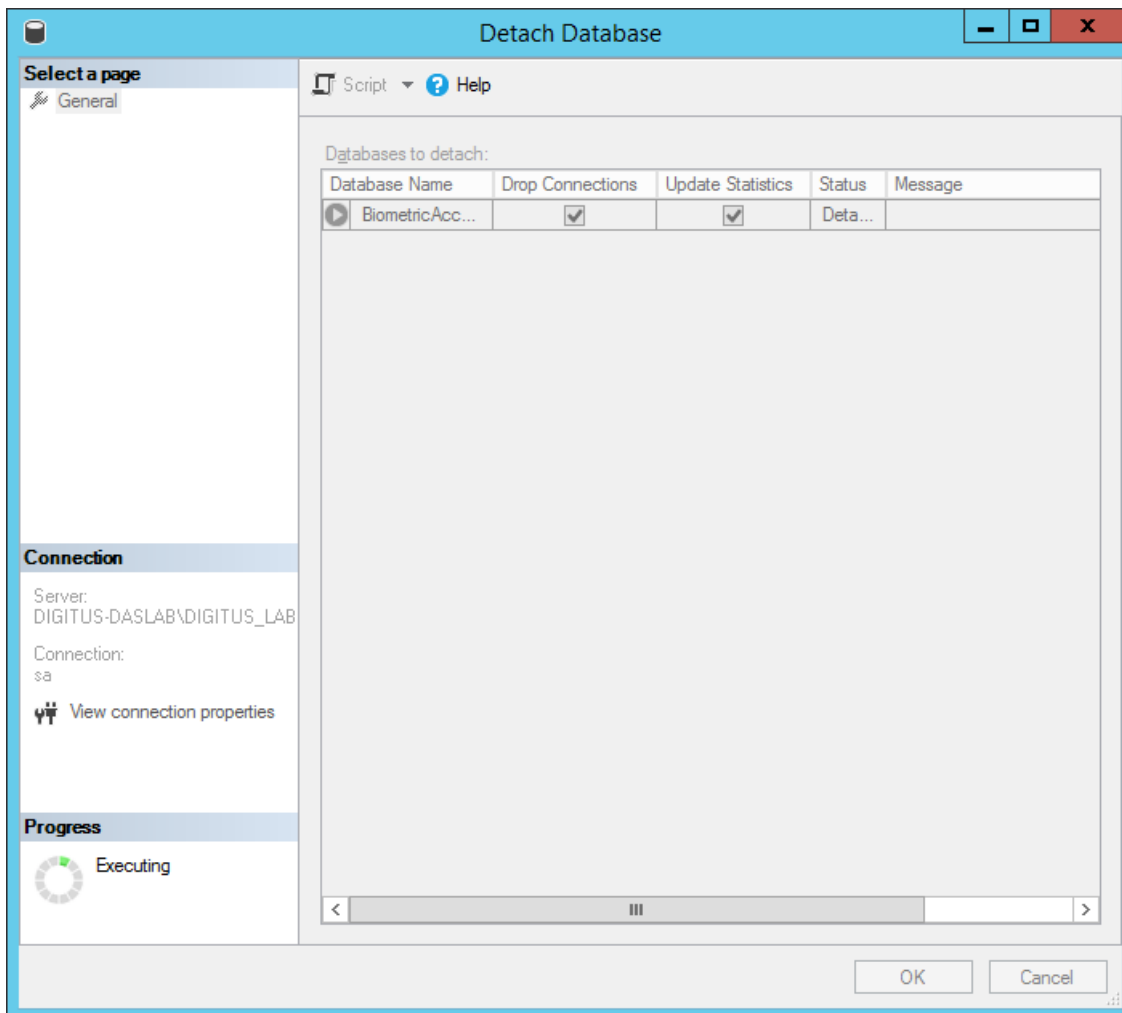 Detach Database
Select a page
General
Script
Help
Databases to detach:
Database Name Drop Connections Update Statistics Status Message
BiometricAcc... Deta...
Connection
Server:
DIGITUS-DASLAB\DIGITUS_LAB
Connection:
sa
View connection properties
Progress
Executing
OK Cancel